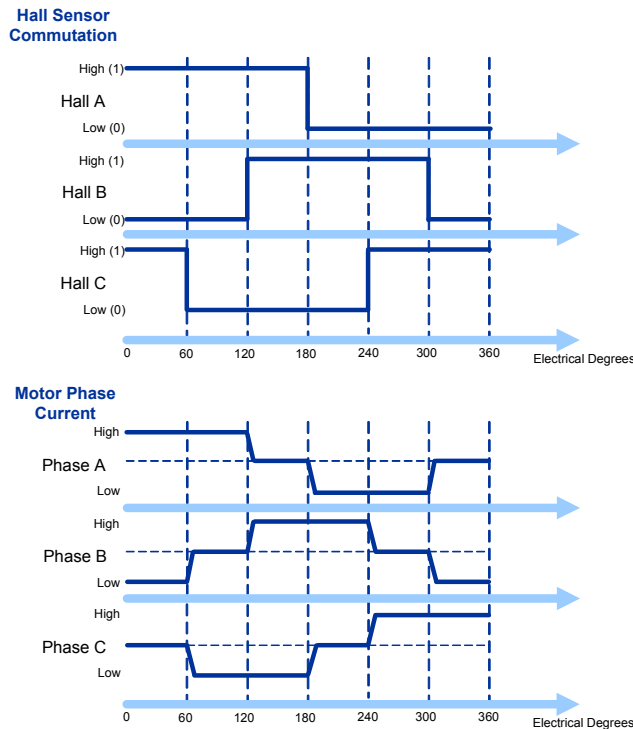 Hall Sensor
Commutation
High (1)
Hall A
Low (0)
High (1)
Hall B
Low (0)
High (1)
Hall C
Low (0)
0 60 120 180 240 300 360
Electrical Degrees
Motor Phase
Current
High
Phase A
Low
High
Phase B
Low
High
Phase C
Low
0 60 120 180 240 300 360
Electrical Degrees